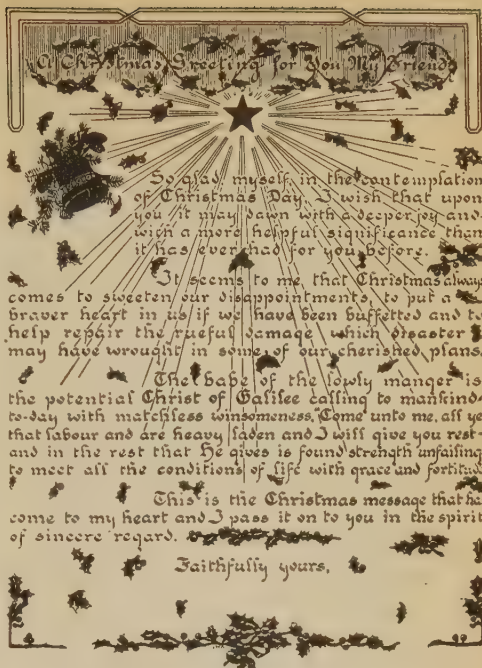 A Christmas Greeting for You My Friend
So glad myself in the contemplation
of Christmas Day, I wish that upon
you it may dawn with a deeper joy and
with a more helpful significance than
it has ever had for you before.
It seems to me, that Christmas always
comes to sweeten our disappointments, to put a
braver heart in us if we have been buffetted and to
help repair the rueful damage which disaster
may have wrought in some of our cherished plans.
The babe of the lowly manger is
the potential Christ of Galilee calling to mankind
to-day with matchless winsomeness, "Come unto me, all ye
that labour and are heavy laden and I will give you rest-
and in the rest that He gives is found strength unfailing
to meet all the conditions of life with grace and fortitude
This is the Christmas message that ha
come to my heart and I pass it on to you in the spirit
of sincere regard.
Faithfully yours,